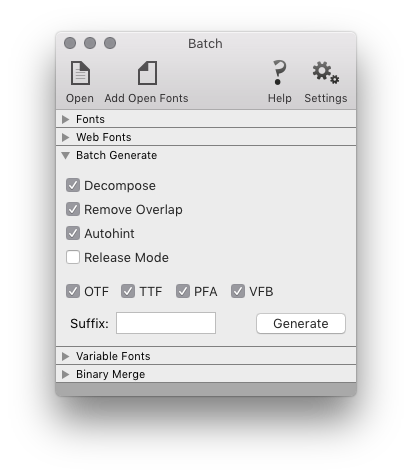 Batch
Open Add Open Fonts Help Settings
Fonts
Web Fonts
Batch Generate
Decompose
Remove Overlap
Autohint
Release Mode
OTF TTF PFA VFB
Suffix: Generate
Variable Fonts
Binary Merge